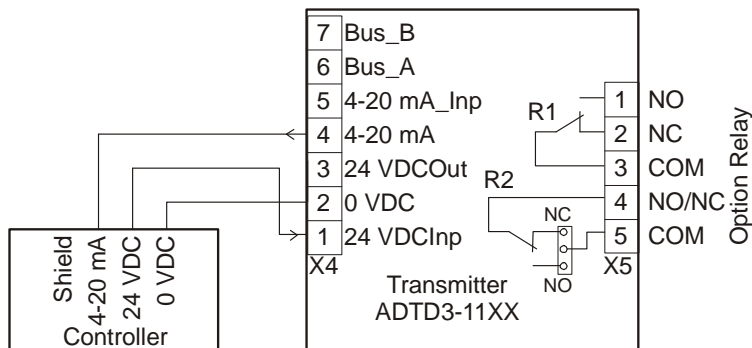 7 Bus_B
6 Bus_A
5 4-20 mA_Inp
4 4-20 mA
3 24 VDCOut
2 0 VDC
1 24 VDCInp
X4
R1
R2
NC
NO
1 NO
2 NC
3 COM
4 NO/NC
5 COM
X5
Option Relay
Transmitter
ADTD3-11XX
Shield
4-20 mA
24 VDC
0 VDC
Controller